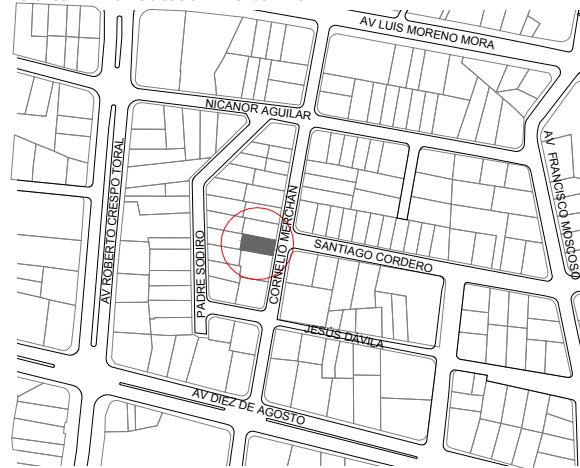 AV LUIS MORENO MORA
NICANOR AGUILAR
AV FRANCISCO MOSCOSO
AV ROBERTO CRESPO TORAL
PADRE SODIRO
CORNELIO MERCHÁN
SANTIAGO CORDERO
JESÚS DÁVILA
AV DIEZ DE AGOSTO